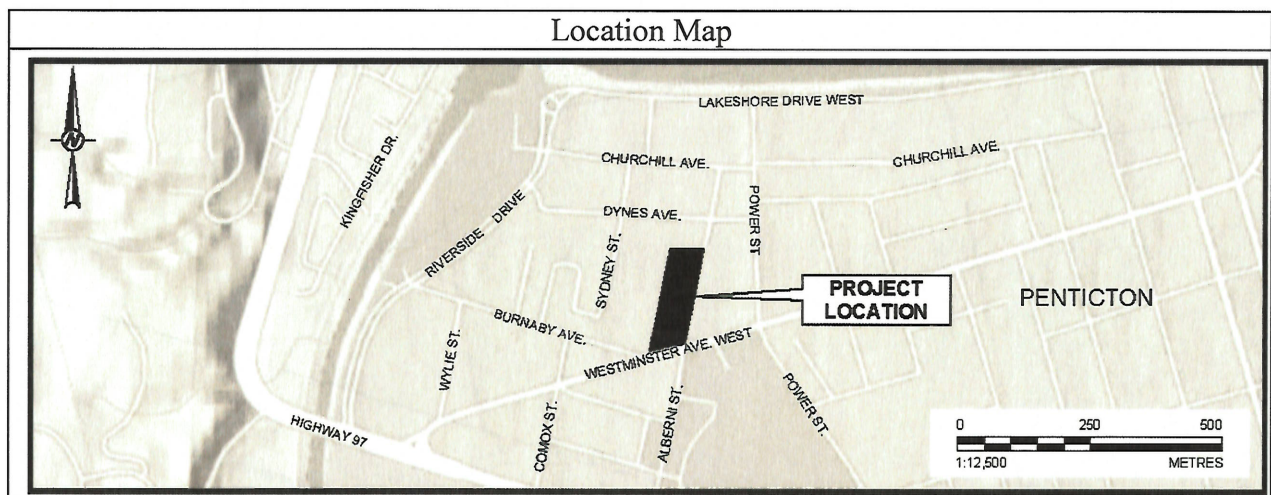 Location Map
N
LAKESHORE DRIVE WEST
KINGFISHER DR.
CHURCHILL AVE.
CHURCHILL AVE.
RIVERSIDE DRIVE
DYNES AVE.
POWER ST
SYDNEY ST.
PROJECT
LOCATION
PENTICTON
BURNABY AVE.
WESTMINSTER AVE. WEST
WYLIE ST.
HIGHWAY 97
COMOX ST.
ALBERNI ST.
POWER ST.
0 250 500
1:12,500 METRES